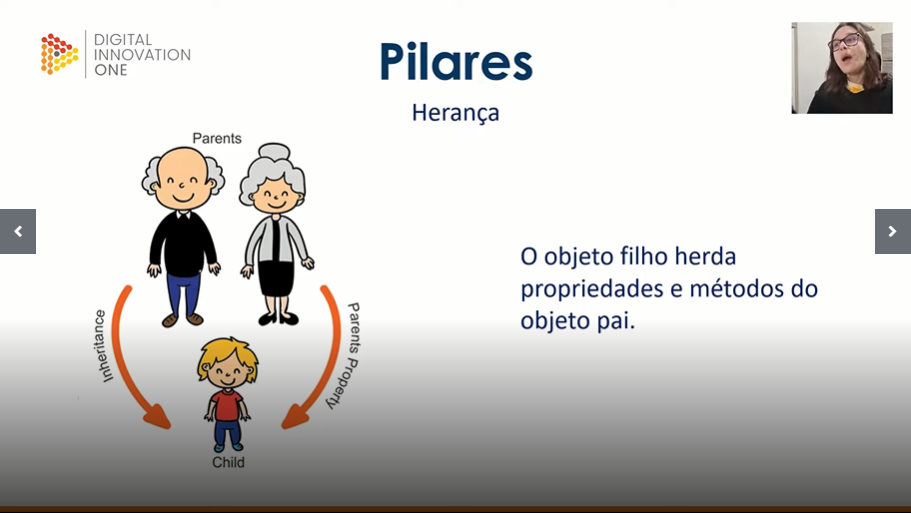 DIGITAL
INNOVATION
ONE
Pilares
Herança
Parents
Inheritance
Parents Property
Child
O objeto filho herda
propriedades e métodos do
objeto pai.